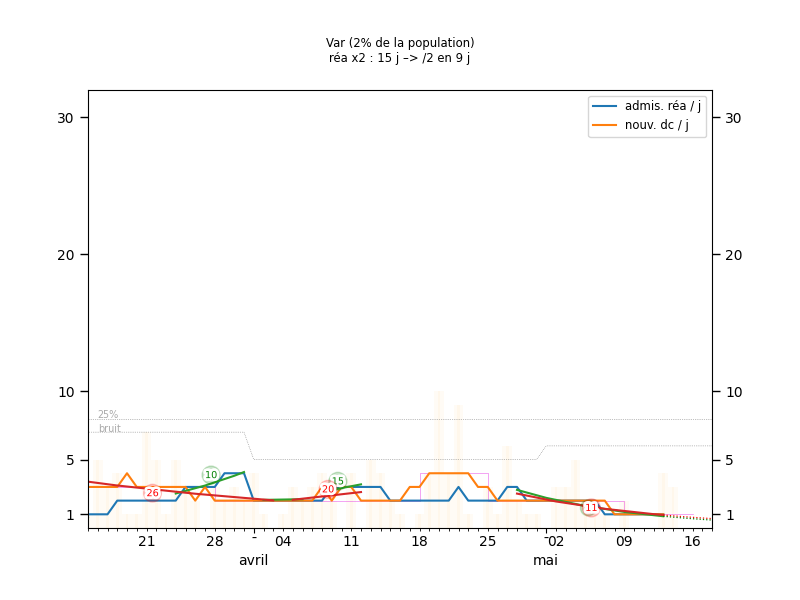 Var (2% de la population)
réa x2 : 15 j –> /2 en 9 j
admis. réa / j
nouv. dc / j
30 30
20 20
10 10
25%
bruit
5 5
1 1
26
10
20
15
11
21 28 - 04 11 18 25 - 02 09 16
avril mai